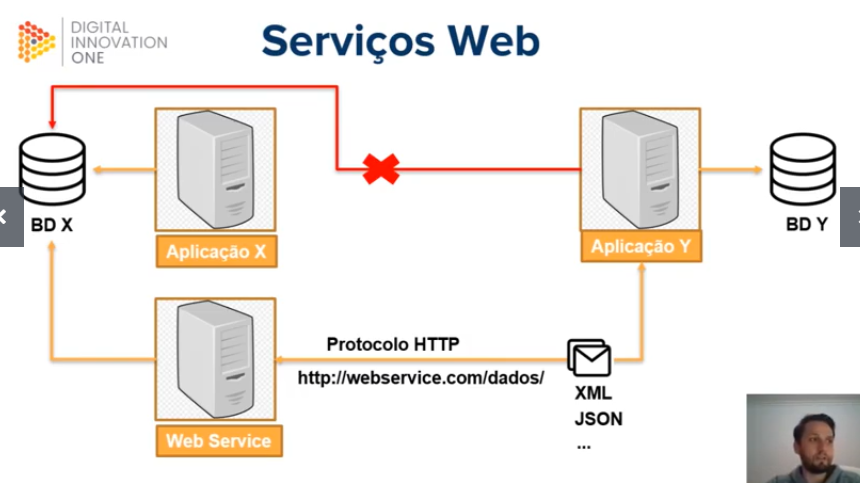 DIGITAL
INNOVATION
ONE
Serviços Web
BD X
Aplicação X
Aplicação Y
BD Y
Protocolo HTTP
http://webservice.com/dados/
Web Service
XML
JSON
...